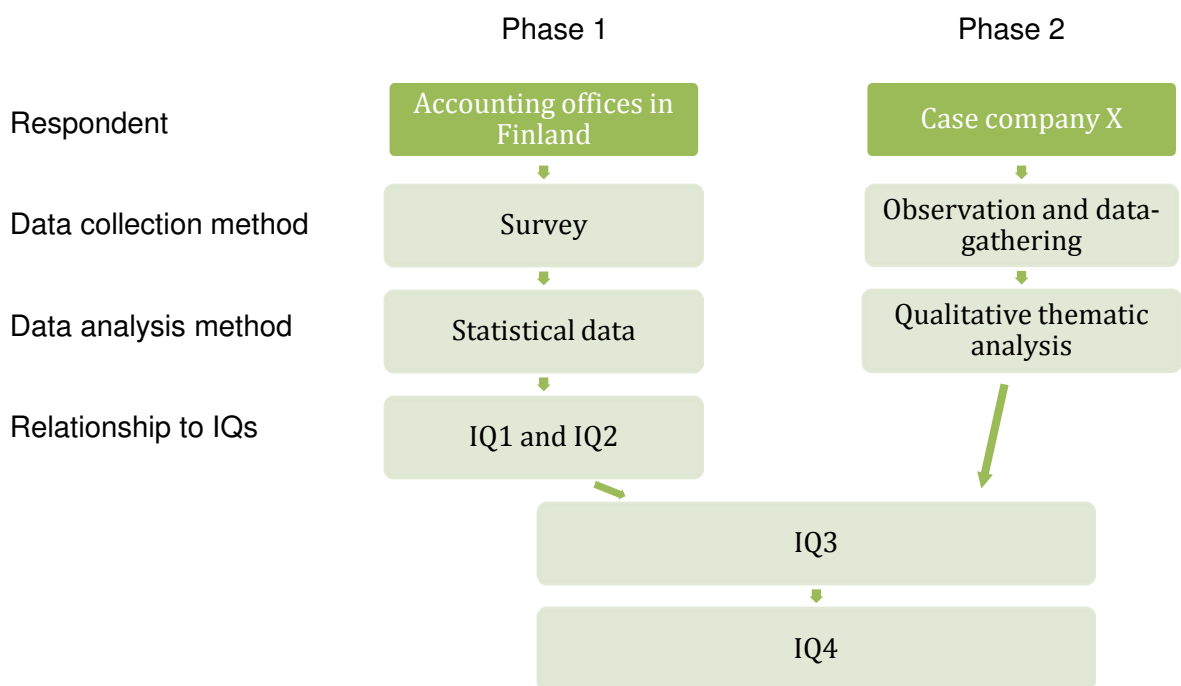 Phase 1
Phase 2
Respondent
Accounting offices in
Finland
Case company X
Data collection method
Survey
Observation and data-
gathering
Data analysis method
Statistical data
Qualitative thematic
analysis
Relationship to IQs
IQ1 and IQ2
IQ3
IQ4